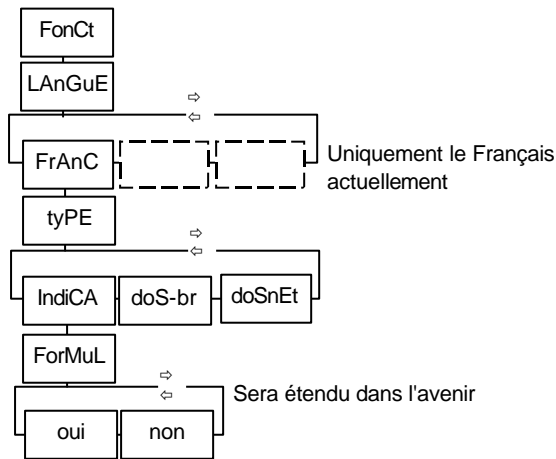 FonCt
LAnGuE
⇨
⇦
FrAnC
Uniquement le Français
actuellement
tyPE
⇨
⇦
IndiCA doS-br doSnEt
ForMuL
⇨
⇦
Sera étendu dans l'avenir
oui non